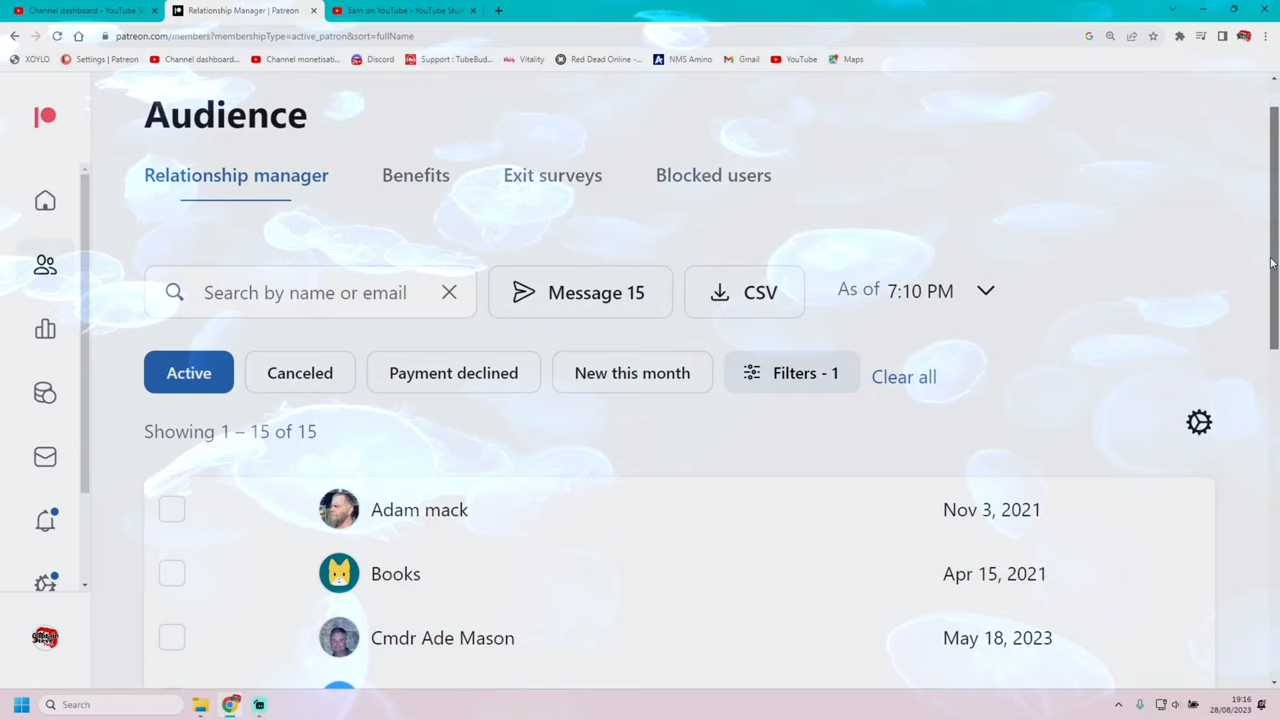 Channel dashboard - YouTube S
Relationship Manager | Patreon
Earn on YouTube - YouTube Stu
patreon.com/members?membershipType=active_patron&sort=fullName
XOYLO
Settings | Patreon
Channel dashboard...
Channel monetisati...
Discord
Support : TubeBud...
Vitality
Red Dead Online -...
NMS Amino
Gmail
YouTube
Maps
Audience
Relationship manager
Benefits
Exit surveys
Blocked users
Search by name or email
Message 15
CSV
As of 7:10 PM
Active
Canceled
Payment declined
New this month
Filters - 1
Clear all
Showing 1 – 15 of 15
Adam mack
Nov 3, 2021
Books
Apr 15, 2021
Cmdr Ade Mason
May 18, 2023
Search
19:16
28/08/2023